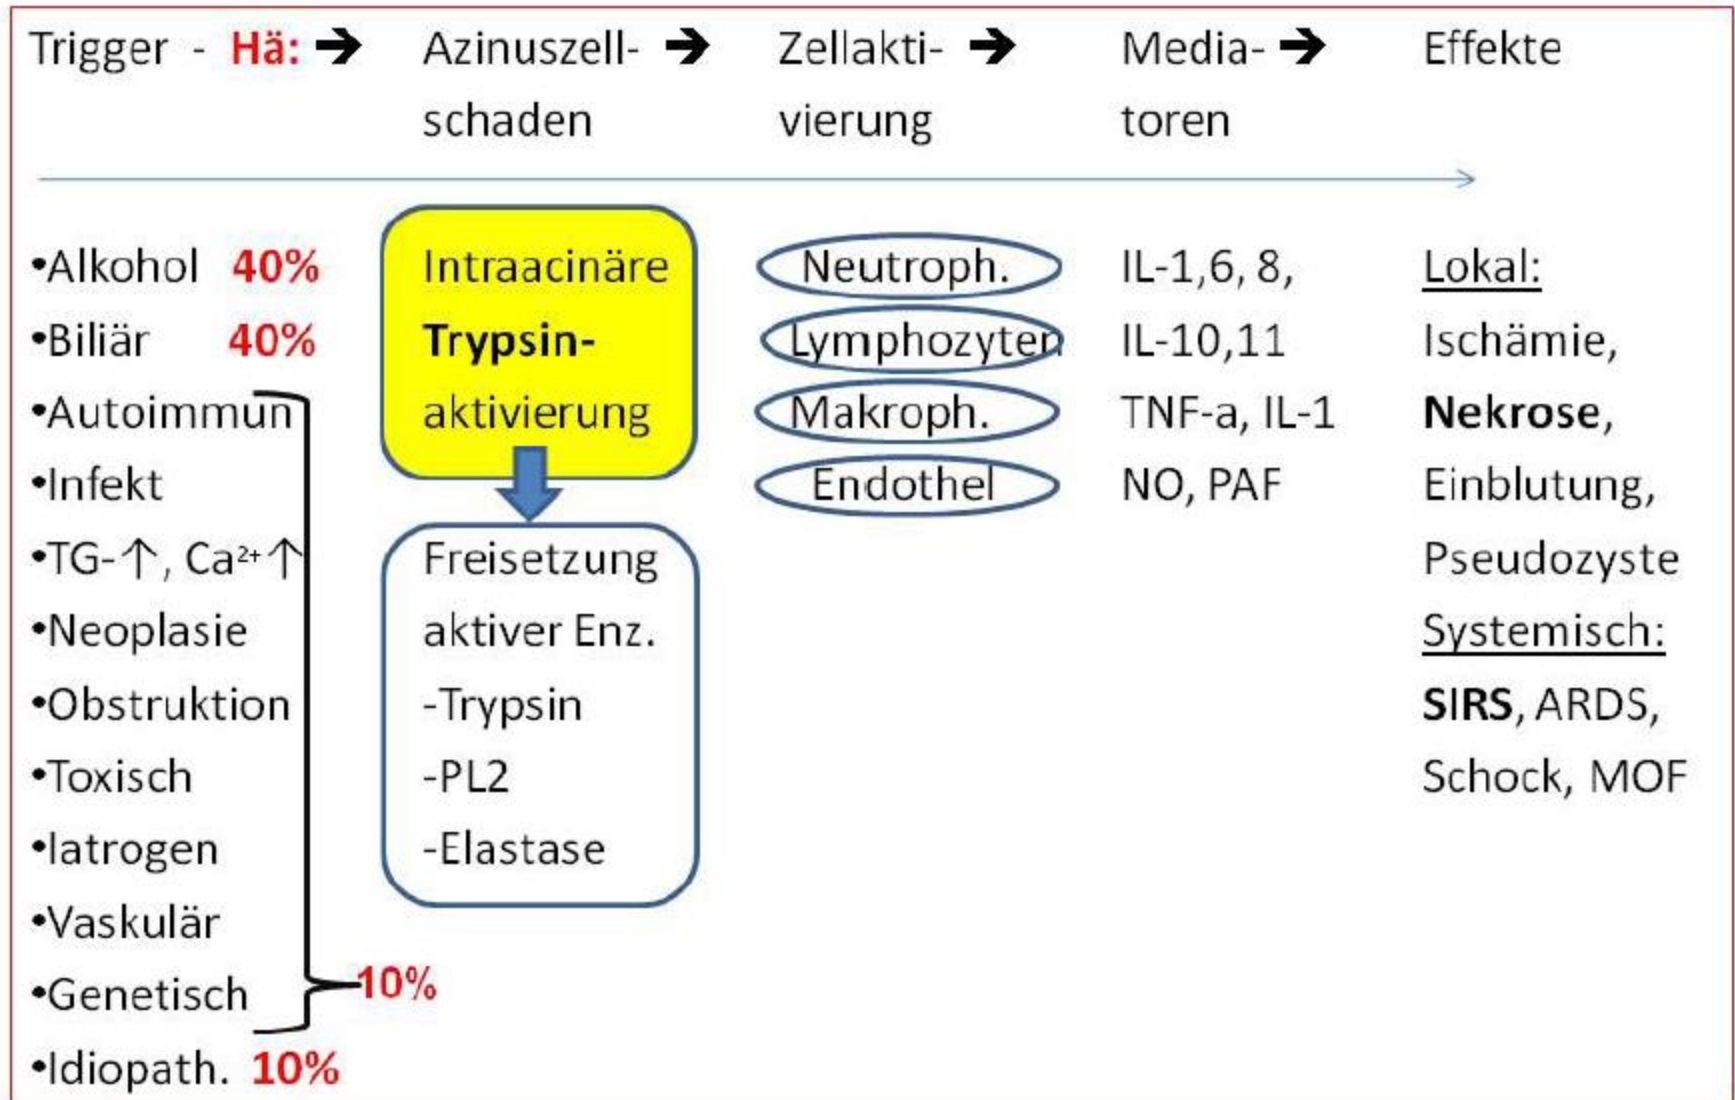 Trigger - Hä: ➔ Azinuszell- ➔ Zellakti- ➔ Media- ➔ Effekte
schaden vierung toren
•Alkohol 40% Intraacinäre Neutroph. IL-1,6, 8, Lokal:
•Biliär 40% Trypsin- Lymphozyten IL-10,11 Ischämie,
•Autoimmun aktivierung Makroph. TNF-a, IL-1 Nekrose,
•Infekt Endothel NO, PAF Einblutung,
•TG-↑, Ca²⁺↑ Freisetzung Pseudozyste
•Neoplasie aktiver Enz. Systemisch:
•Obstruktion -Trypsin SIRS, ARDS,
•Toxisch -PL2 Schock, MOF
•Iatrogen -Elastase
•Vaskulär
•Genetisch 10%
•Idiopath. 10%